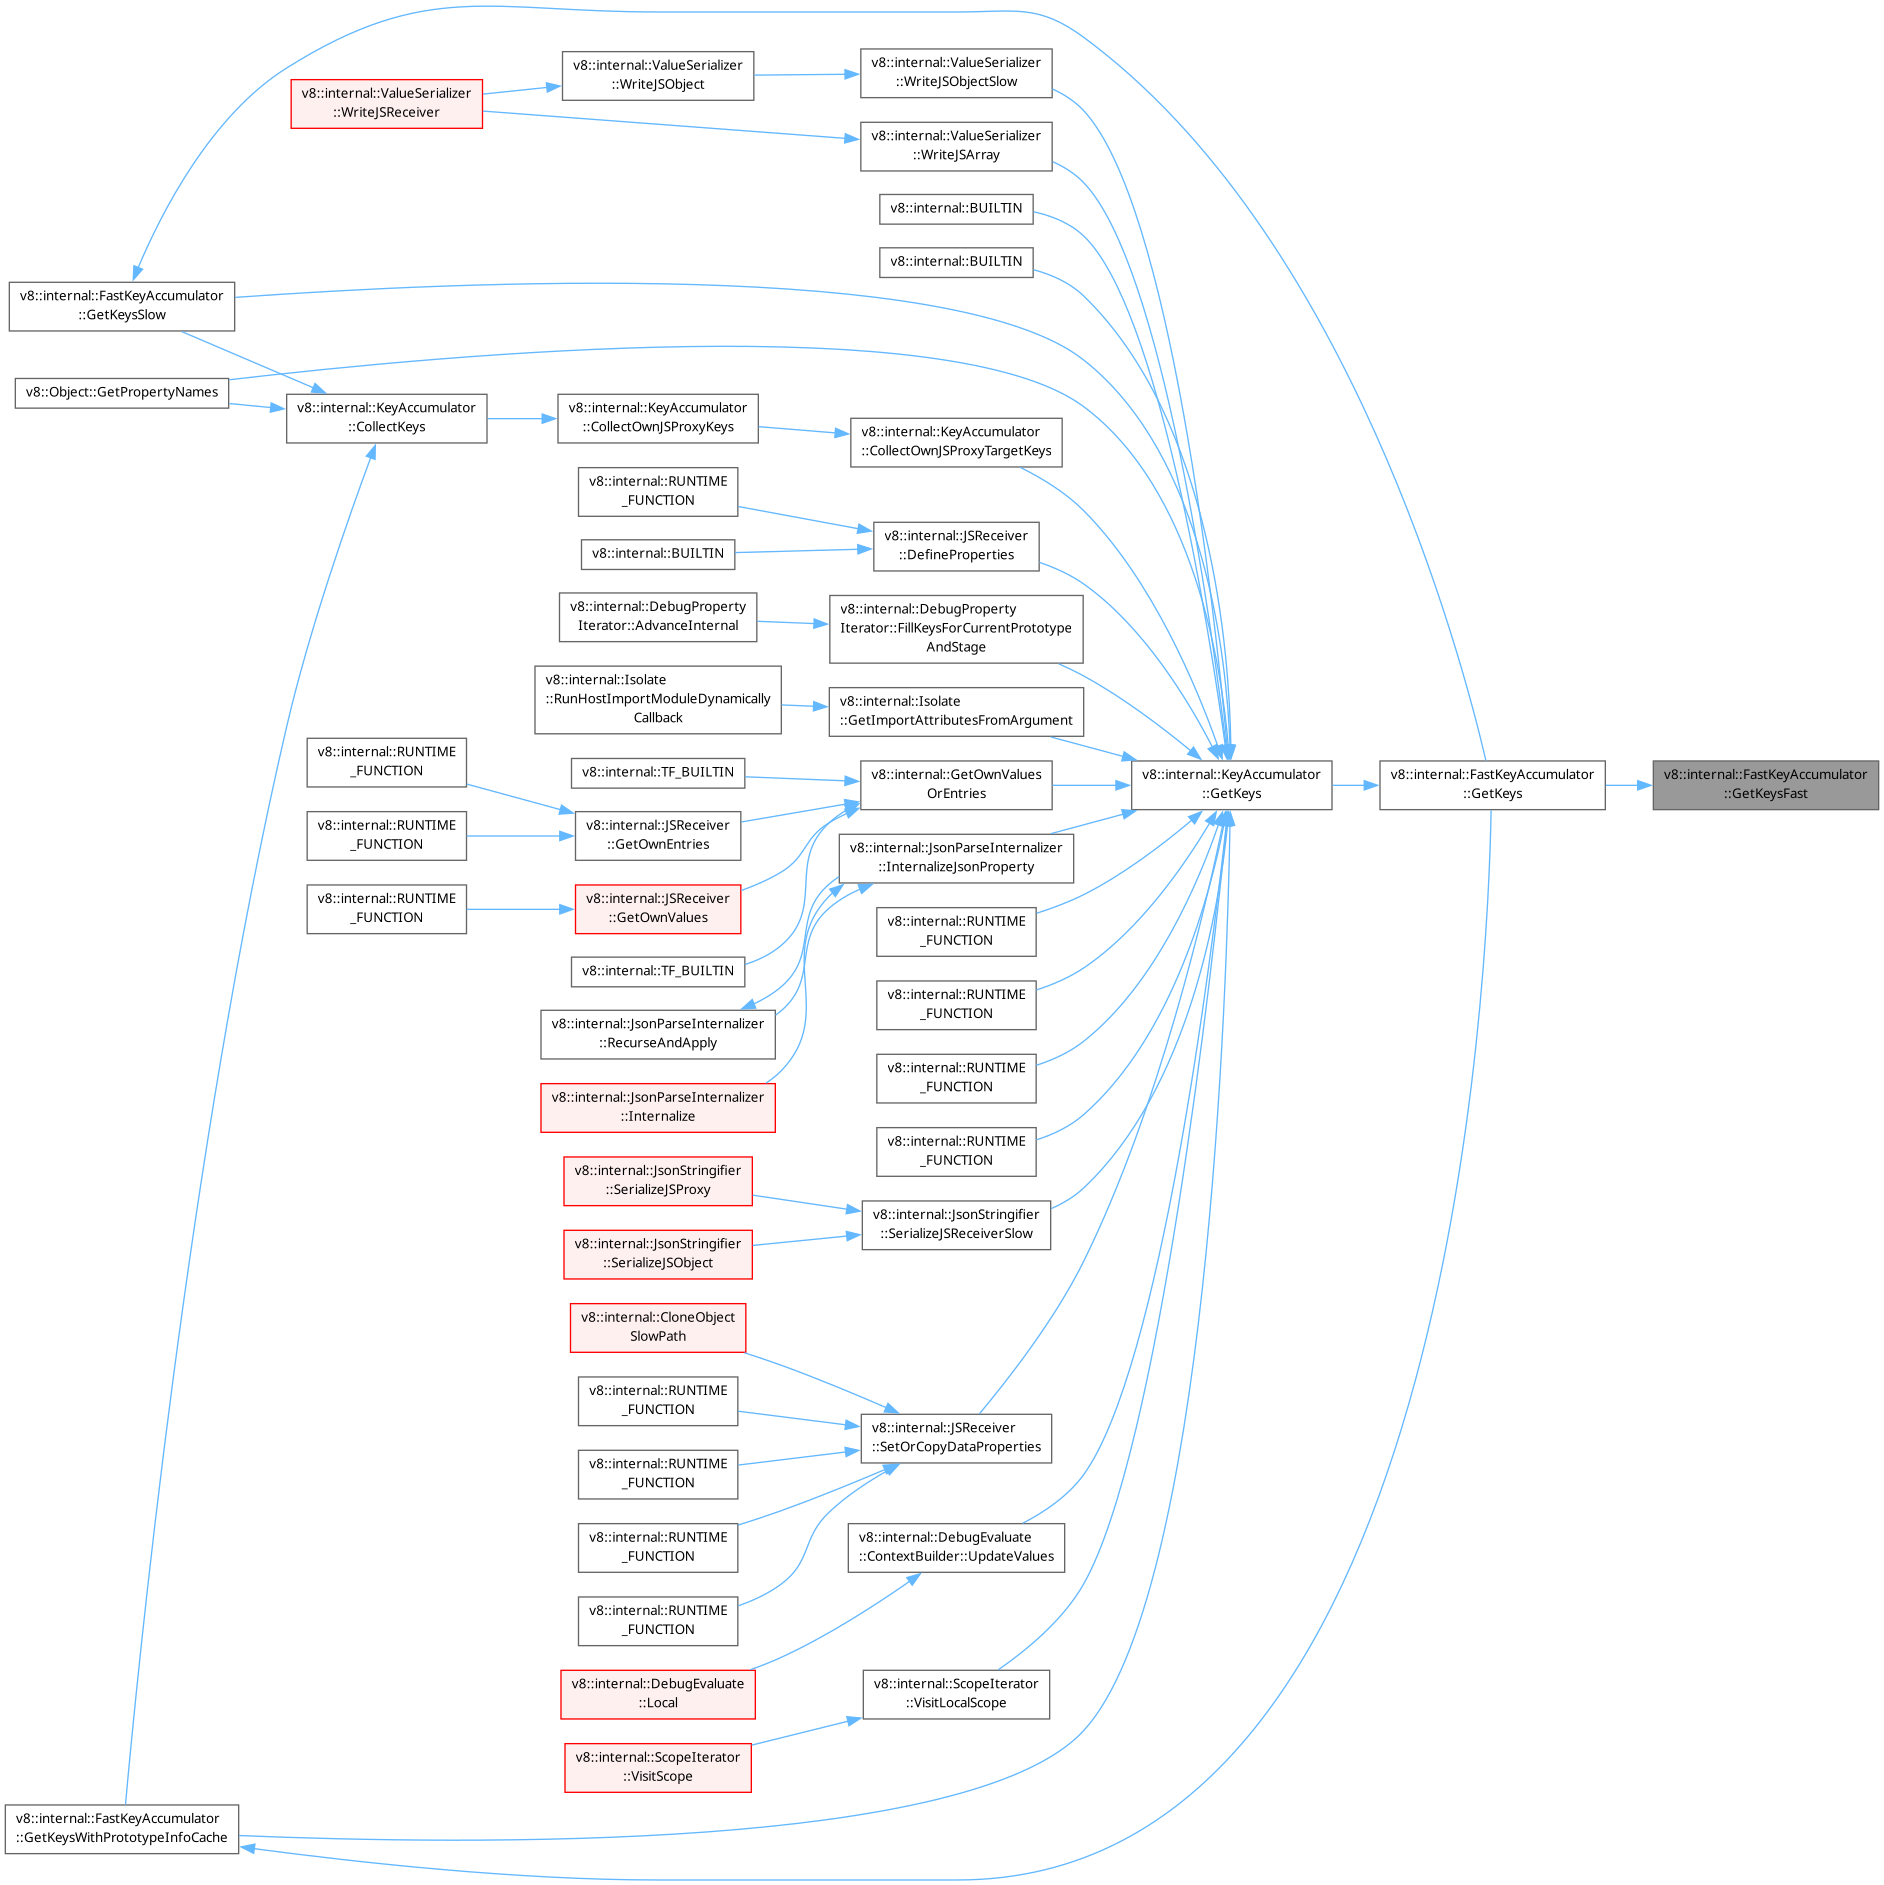 v8::internal::ValueSerializer
::WriteJSReceiver
v8::internal::ValueSerializer
::WriteJSObject
v8::internal::ValueSerializer
::WriteJSObjectSlow
v8::internal::ValueSerializer
::WriteJSArray
v8::internal::BUILTIN
v8::internal::BUILTIN
v8::internal::FastKeyAccumulator
::GetKeysSlow
v8::Object::GetPropertyNames
v8::internal::KeyAccumulator
::CollectKeys
v8::internal::KeyAccumulator
::CollectOwnJSProxyKeys
v8::internal::KeyAccumulator
::CollectOwnJSProxyTargetKeys
v8::internal::RUNTIME
_FUNCTION
v8::internal::BUILTIN
v8::internal::JSReceiver
::DefineProperties
v8::internal::DebugProperty
Iterator::AdvanceInternal
v8::internal::DebugProperty
Iterator::FillKeysForCurrentPrototype
AndStage
v8::internal::Isolate
::RunHostImportModuleDynamically
Callback
v8::internal::Isolate
::GetImportAttributesFromArgument
v8::internal::RUNTIME
_FUNCTION
v8::internal::TF_BUILTIN
v8::internal::GetOwnValues
OrEntries
v8::internal::KeyAccumulator
::GetKeys
v8::internal::FastKeyAccumulator
::GetKeys
v8::internal::FastKeyAccumulator
::GetKeysFast
v8::internal::RUNTIME
_FUNCTION
v8::internal::JSReceiver
::GetOwnEntries
v8::internal::JsonParseInternalizer
::InternalizeJsonProperty
v8::internal::RUNTIME
_FUNCTION
v8::internal::JSReceiver
::GetOwnValues
v8::internal::RUNTIME
_FUNCTION
v8::internal::TF_BUILTIN
v8::internal::RUNTIME
_FUNCTION
v8::internal::JsonParseInternalizer
::RecurseAndApply
v8::internal::RUNTIME
_FUNCTION
v8::internal::JsonParseInternalizer
::Internalize
v8::internal::RUNTIME
_FUNCTION
v8::internal::JsonStringifier
::SerializeJSProxy
v8::internal::JsonStringifier
::SerializeJSReceiverSlow
v8::internal::JsonStringifier
::SerializeJSObject
v8::internal::CloneObject
SlowPath
v8::internal::RUNTIME
_FUNCTION
v8::internal::JSReceiver
::SetOrCopyDataProperties
v8::internal::RUNTIME
_FUNCTION
v8::internal::RUNTIME
_FUNCTION
v8::internal::DebugEvaluate
::ContextBuilder::UpdateValues
v8::internal::RUNTIME
_FUNCTION
v8::internal::DebugEvaluate
::Local
v8::internal::ScopeIterator
::VisitLocalScope
v8::internal::ScopeIterator
::VisitScope
v8::internal::FastKeyAccumulator
::GetKeysWithPrototypeInfoCache